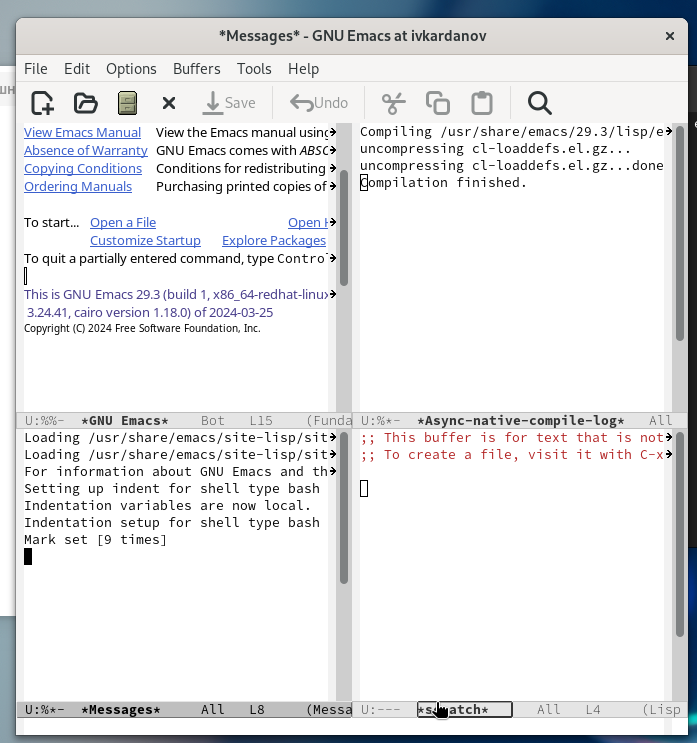 *Messages* - GNU Emacs at ivkardanov
File Edit Options Buffers Tools Help
Save Undo
View Emacs Manual View the Emacs manual using
Absence of Warranty GNU Emacs comes with ABSC
Copying Conditions Conditions for redistributing
Ordering Manuals Purchasing printed copies of
To start... Open a File Open H
Customize Startup Explore Packages
To quit a partially entered command, type Contro
This is GNU Emacs 29.3 (build 1, x86_64-redhat-linux
3.24.41, cairo version 1.18.0) of 2024-03-25
Copyright (C) 2024 Free Software Foundation, Inc.
U:%%- *GNU Emacs* Bot L15 (Funda
Compiling /usr/share/emacs/29.3/lisp/e
uncompressing cl-loaddefs.el.gz...
uncompressing cl-loaddefs.el.gz...done
Compilation finished.
U:%*- *Async-native-compile-log* All
Loading /usr/share/emacs/site-lisp/sit
Loading /usr/share/emacs/site-lisp/sit
For information about GNU Emacs and th
Setting up indent for shell type bash
Indentation variables are now local.
Indentation setup for shell type bash
Mark set [9 times]
U:%*- *Messages* All L8 (Messa
;; This buffer is for text that is not
;; To create a file, visit it with C-x
U:--- *scratch* All L4 (Lisp